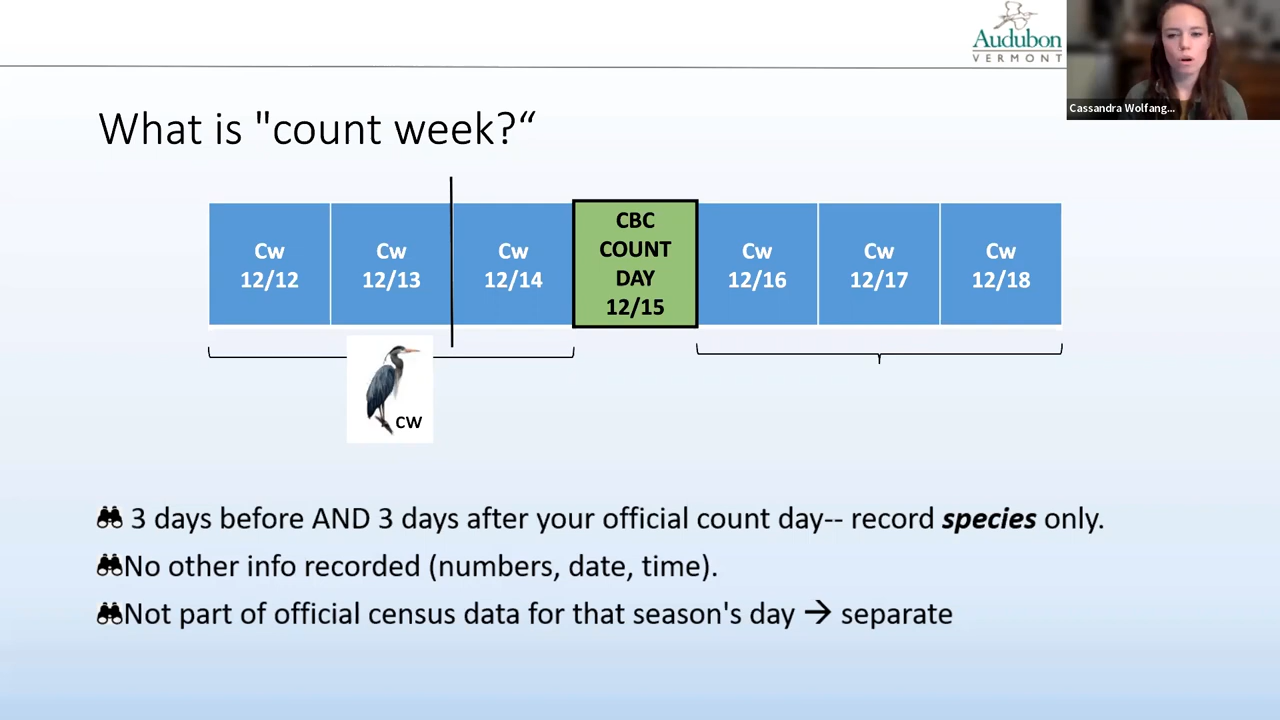 Audubon
VERMONT
Cassandra Wolfang...
What is "count week?“
Cw
12/12
Cw
12/13
Cw
12/14
CBC
COUNT
DAY
12/15
Cw
12/16
Cw
12/17
Cw
12/18
CW
3 days before AND 3 days after your official count day-- record species only.
No other info recorded (numbers, date, time).
Not part of official census data for that season's day → separate